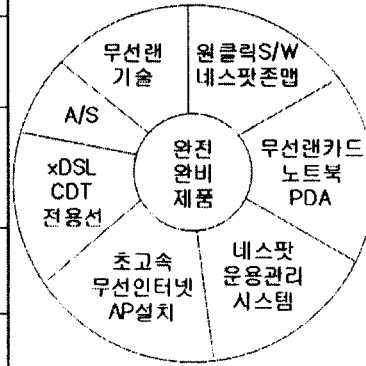 무선랜
기술
원클릭S/W
네스팟존맵
A/S
완전
완비
제품
무선랜카드
노트북
PDA
xDSL
CDT
전용선
네스팟
운용관리
시스템
초고속
무선인터넷
AP설치